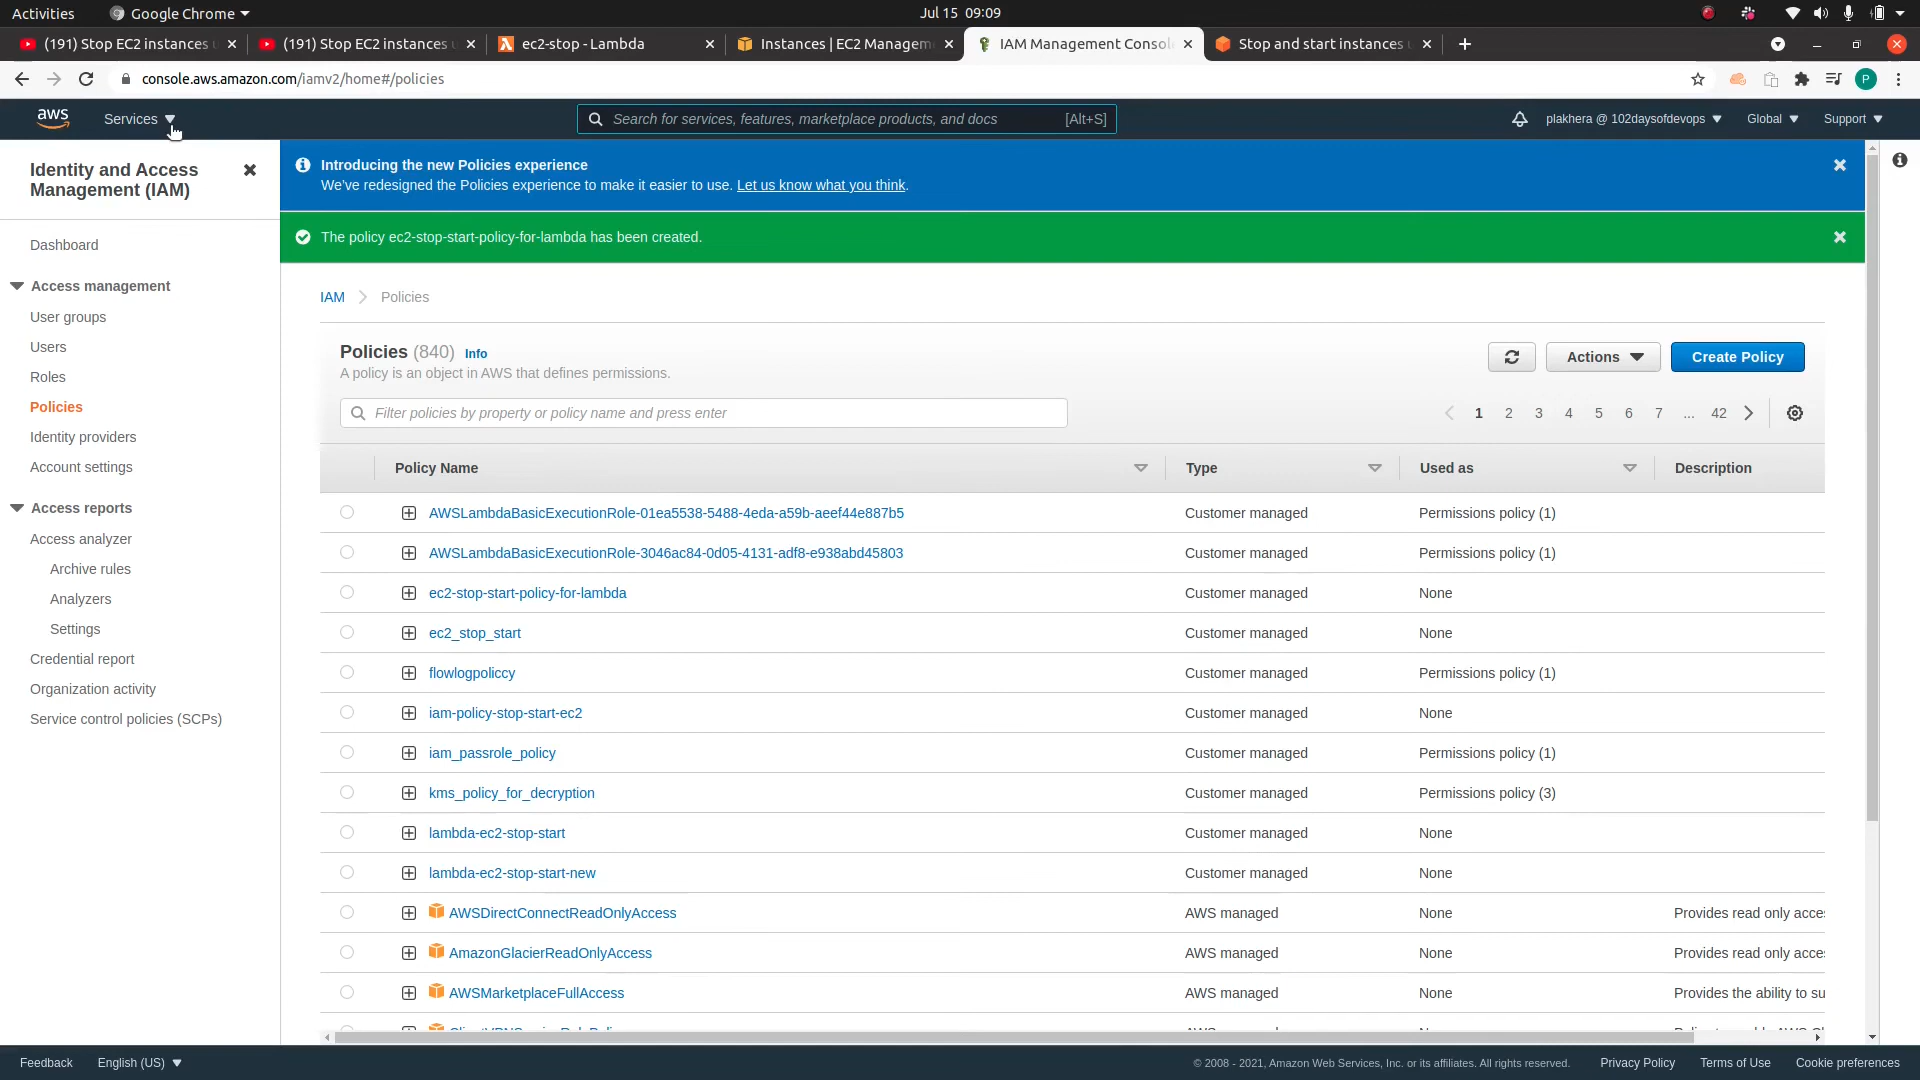 Activities
Google Chrome
Jul 15 09:09
(191) Stop EC2 instances
(191) Stop EC2 instances
ec2-stop - Lambda
Instances | EC2 Managem
IAM Management Consol
Stop and start instances
console.aws.amazon.com/iamv2/home#/policies
P
aws
Services
Search for services, features, marketplace products, and docs
[Alt+S]
plakhera @ 102daysofdevops
Global
Support
Identity and Access Management (IAM)
Dashboard
Access management
User groups
Users
Roles
Policies
Identity providers
Account settings
Access reports
Access analyzer
Archive rules
Analyzers
Settings
Credential report
Organization activity
Service control policies (SCPs)
Introducing the new Policies experience
We've redesigned the Policies experience to make it easier to use. Let us know what you think.
The policy ec2-stop-start-policy-for-lambda has been created.
IAM
Policies
Policies (840) Info
A policy is an object in AWS that defines permissions.
Actions
Create Policy
Filter policies by property or policy name and press enter
1 2 3 4 5 6 7 ... 42
Policy Name Type Used as Description
AWSLambdaBasicExecutionRole-01ea5538-5488-4eda-a59b-aeef44e887b5 Customer managed Permissions policy (1)
AWSLambdaBasicExecutionRole-3046ac84-0d05-4131-adf8-e938abd45803 Customer managed Permissions policy (1)
ec2-stop-start-policy-for-lambda Customer managed None
ec2_stop_start Customer managed None
flowlogpoliccy Customer managed Permissions policy (1)
iam-policy-stop-start-ec2 Customer managed None
iam_passrole_policy Customer managed Permissions policy (1)
kms_policy_for_decryption Customer managed Permissions policy (3)
lambda-ec2-stop-start Customer managed None
lambda-ec2-stop-start-new Customer managed None
AWSDirectConnectReadOnlyAccess AWS managed None Provides read only acce
AmazonGlacierReadOnlyAccess AWS managed None Provides read only acce
AWSMarketplaceFullAccess AWS managed None Provides the ability to su
Feedback
English (US)
© 2008 - 2021, Amazon Web Services, Inc. or its affiliates. All rights reserved.
Privacy Policy
Terms of Use
Cookie preferences